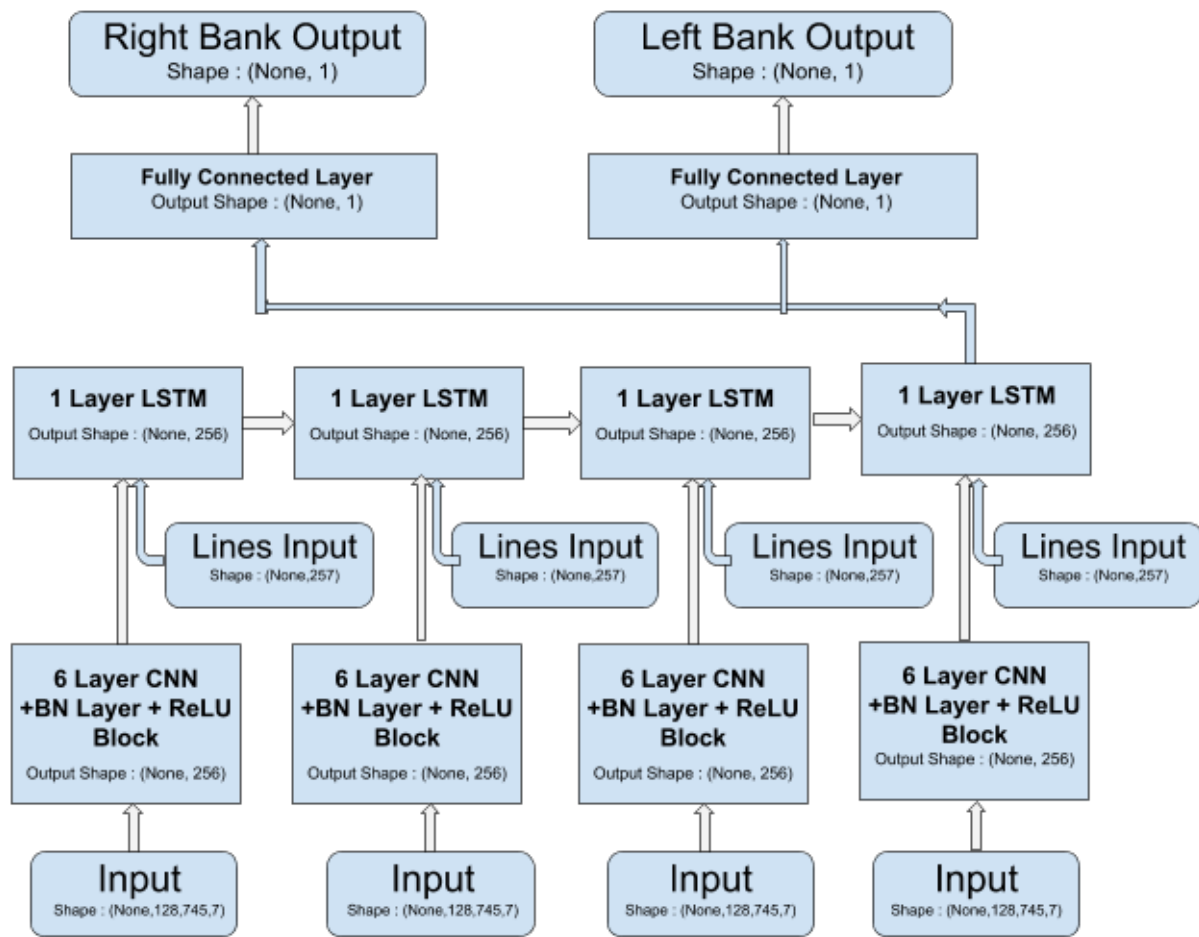 Right Bank Output
Shape : (None, 1)
Left Bank Output
Shape : (None, 1)
Fully Connected Layer
Output Shape : (None, 1)
Fully Connected Layer
Output Shape : (None, 1)
1 Layer LSTM
Output Shape : (None, 256)
1 Layer LSTM
Output Shape : (None, 256)
1 Layer LSTM
Output Shape : (None, 256)
1 Layer LSTM
Output Shape : (None, 256)
Lines Input
Shape : (None,257)
Lines Input
Shape : (None,257)
Lines Input
Shape : (None,257)
Lines Input
Shape : (None,257)
6 Layer CNN
+BN Layer + ReLU
Block
Output Shape : (None, 256)
6 Layer CNN
+BN Layer + ReLU
Block
Output Shape : (None, 256)
6 Layer CNN
+BN Layer + ReLU
Block
Output Shape : (None, 256)
6 Layer CNN
+BN Layer + ReLU
Block
Output Shape : (None, 256)
Input
Shape : (None,128,745,7)
Input
Shape : (None,128,745,7)
Input
Shape : (None,128,745,7)
Input
Shape : (None,128,745,7)